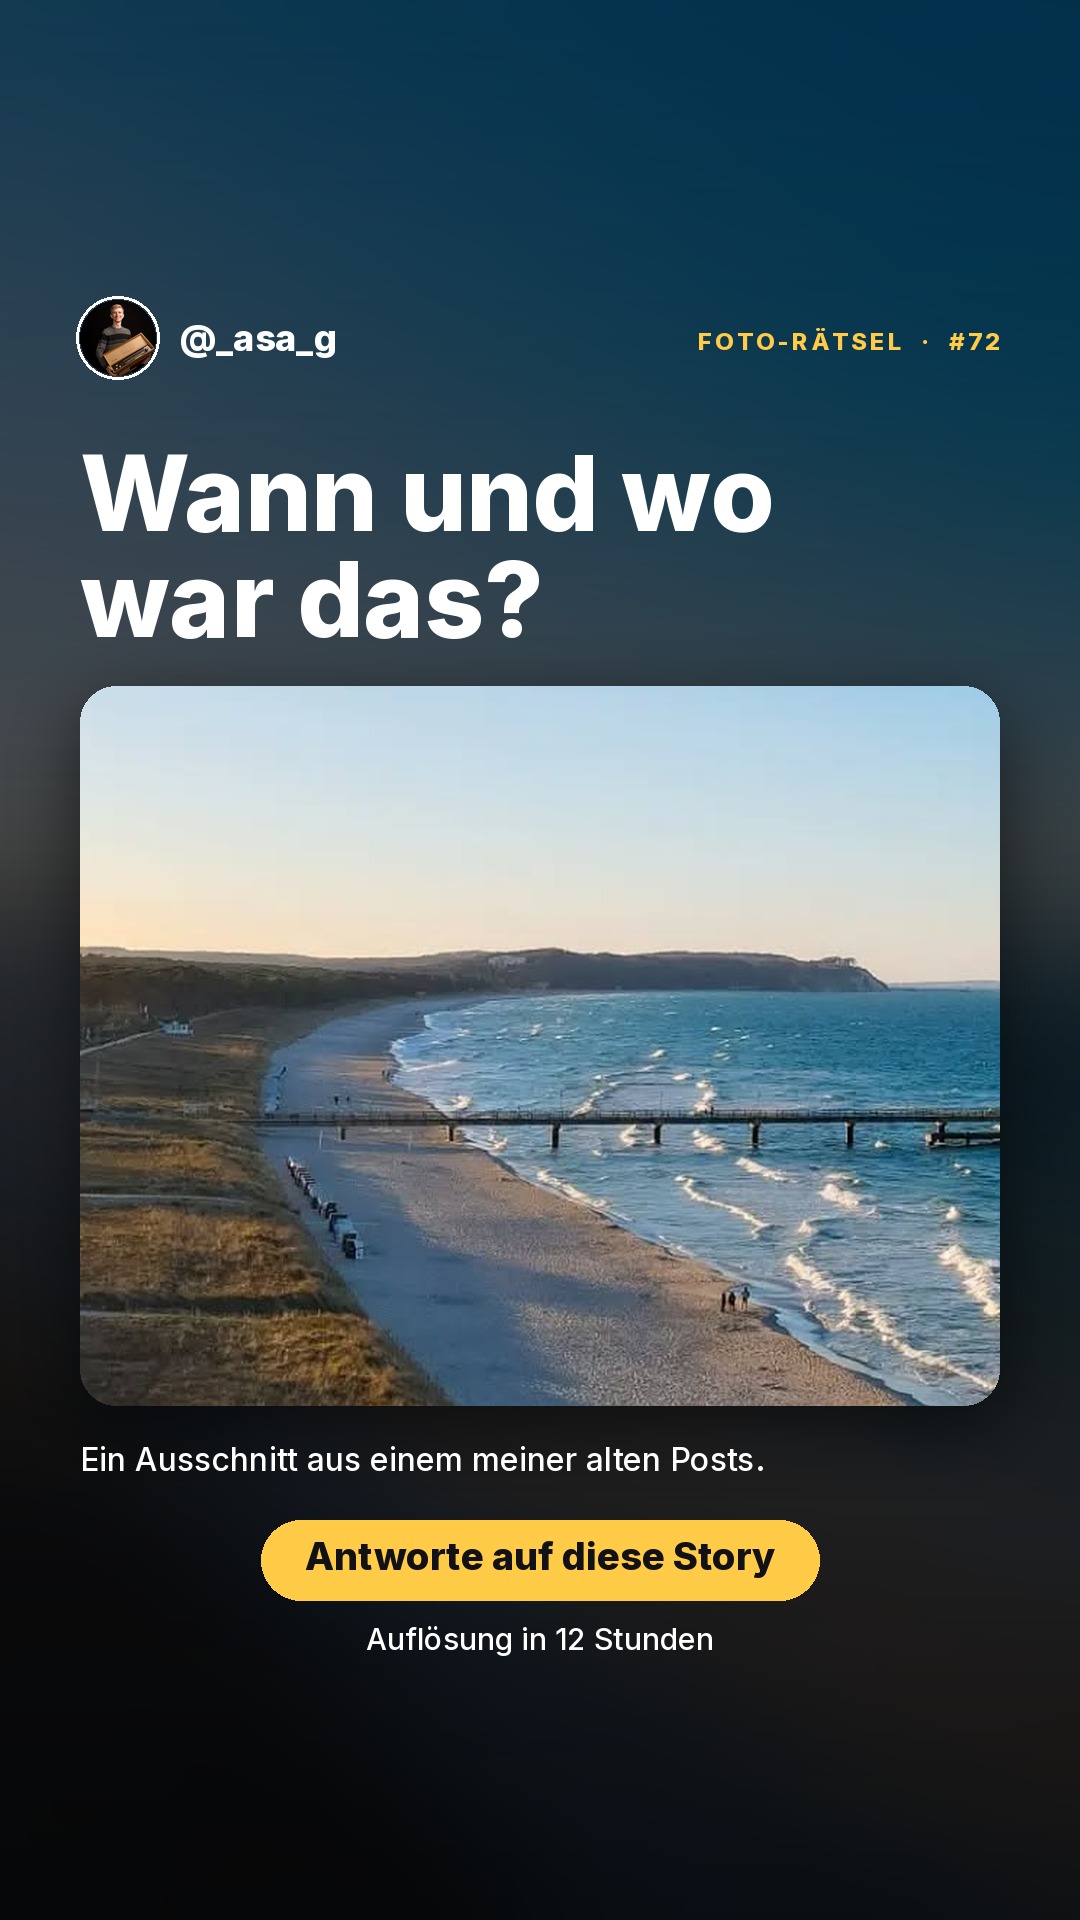 @_asa_g
FOTO-RÄTSEL · #72
Wann und wo
war das?
Ein Ausschnitt aus einem meiner alten Posts.
Antworte auf diese Story
Auflösung in 12 Stunden